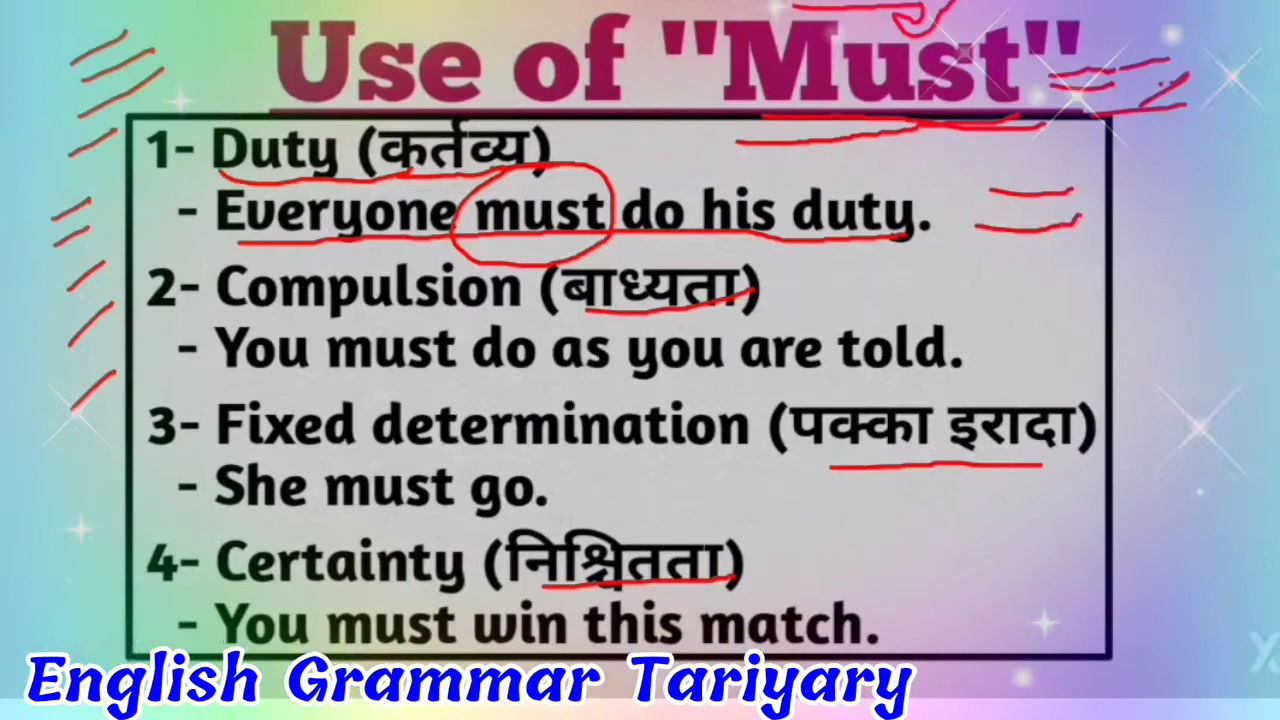 Use of "Must"
1- Duty (कर्तव्य)
- Everyone must do his duty.
2- Compulsion (बाध्यता)
- You must do as you are told.
3- Fixed determination (पक्का इरादा)
- She must go.
4- Certainty (निश्चितता)
- You must win this match.
English Grammar Tariyary